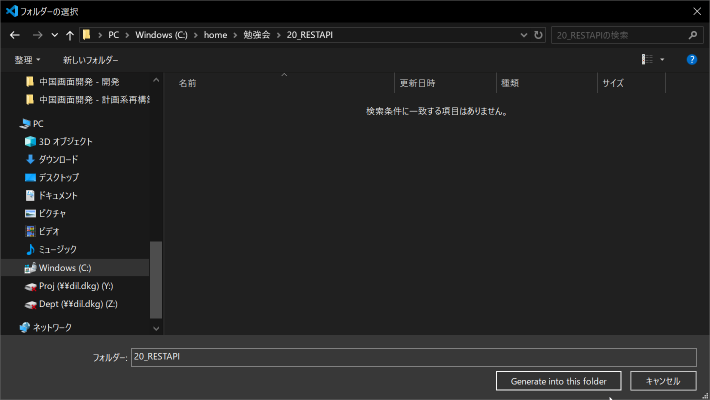 フォルダーの選択
PC › Windows (C:) › home › 勉強会 › 20_RESTAPI
20_RESTAPIの検索
整理 新しいフォルダー
名前 更新日時 種類 サイズ
検索条件に一致する項目はありません。
中国画面開発 - 開発
中国画面開発 - 計画系再構築
PC
3D オブジェクト
ダウンロード
デスクトップ
ドキュメント
ピクチャ
ビデオ
ミュージック
Windows (C:)
Proj (¥¥dil.dkg) (Y:)
Dept (¥¥dil.dkg) (Z:)
ネットワーク
フォルダー: 20_RESTAPI
Generate into this folder キャンセル